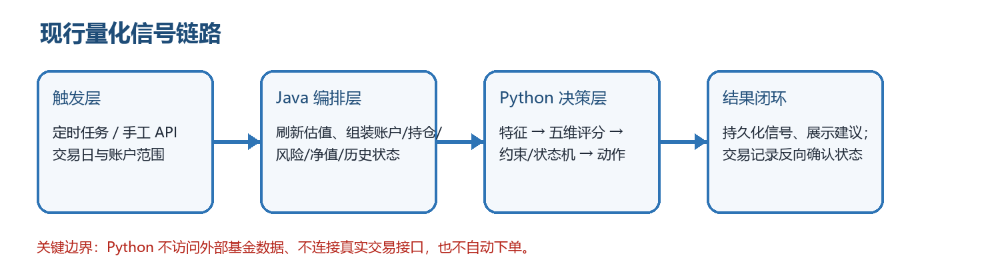 现行量化信号链路
触发层
定时任务 / 手工 API
交易日与账户范围
Java 编排层
刷新估值、组装账户/持仓/
风险/净值/历史状态
Python 决策层
特征 → 五维评分 →
约束/状态机 → 动作
结果闭环
持久化信号、展示建议；
交易记录反向确认状态
关键边界：Python 不访问外部基金数据、不连接真实交易接口，也不自动下单。